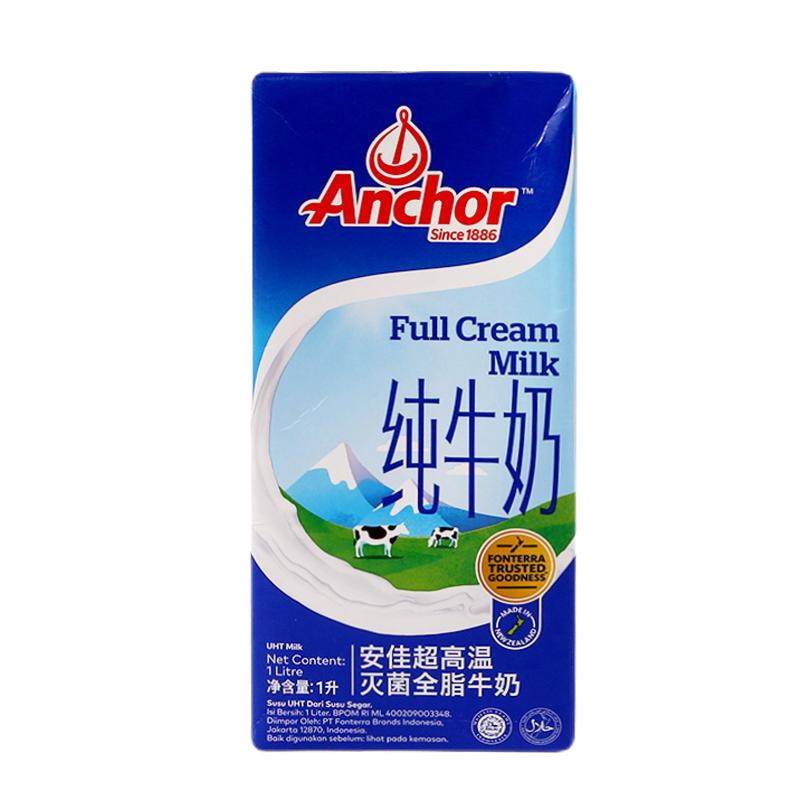 Anchor™
Since 1886
Full Cream
Milk
纯牛奶
FONTERRA
TRUSTED
GOODNESS
MADE IN
NEW ZEALAND
UHT Milk
Net Content:
1 Litre
净含量:1升
安佳超高温
灭菌全脂牛奶
Susu UHT Dari Susu Segar.
Isi Bersih: 1 Liter. BPOM RI ML 400209003348.
Diimpor Oleh: PT Fonterra Brands Indonesia,
Jakarta 12870, Indonesia.
Baik digunakan sebelum: lihat pada kemasan.
حلال